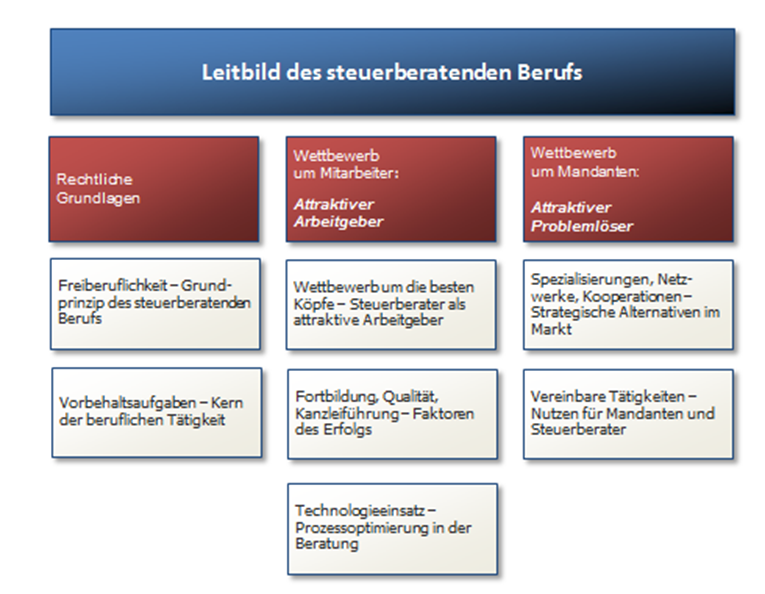 Leitbild des steuerberatenden Berufs
Rechtliche
Grundlagen
Freiberuflichkeit – Grund-
prinzip des steuerberatenden
Berufs
Vorbehaltsaufgaben – Kern
der beruflichen Tätigkeit
Wettbewerb
um Mitarbeiter:
Attraktiver
Arbeitgeber
Wettbewerb um die besten
Köpfe – Steuerberater als
attraktive Arbeitgeber
Fortbildung, Qualität,
Kanzleiführung – Faktoren
des Erfolgs
Technologieeinsatz –
Prozessoptimierung in der
Beratung
Wettbewerb
um Mandanten:
Attraktiver
Problemlöser
Spezialisierungen, Netz-
werke, Kooperationen –
Strategische Alternativen im
Markt
Vereinbare Tätigkeiten –
Nutzen für Mandanten und
Steuerberater